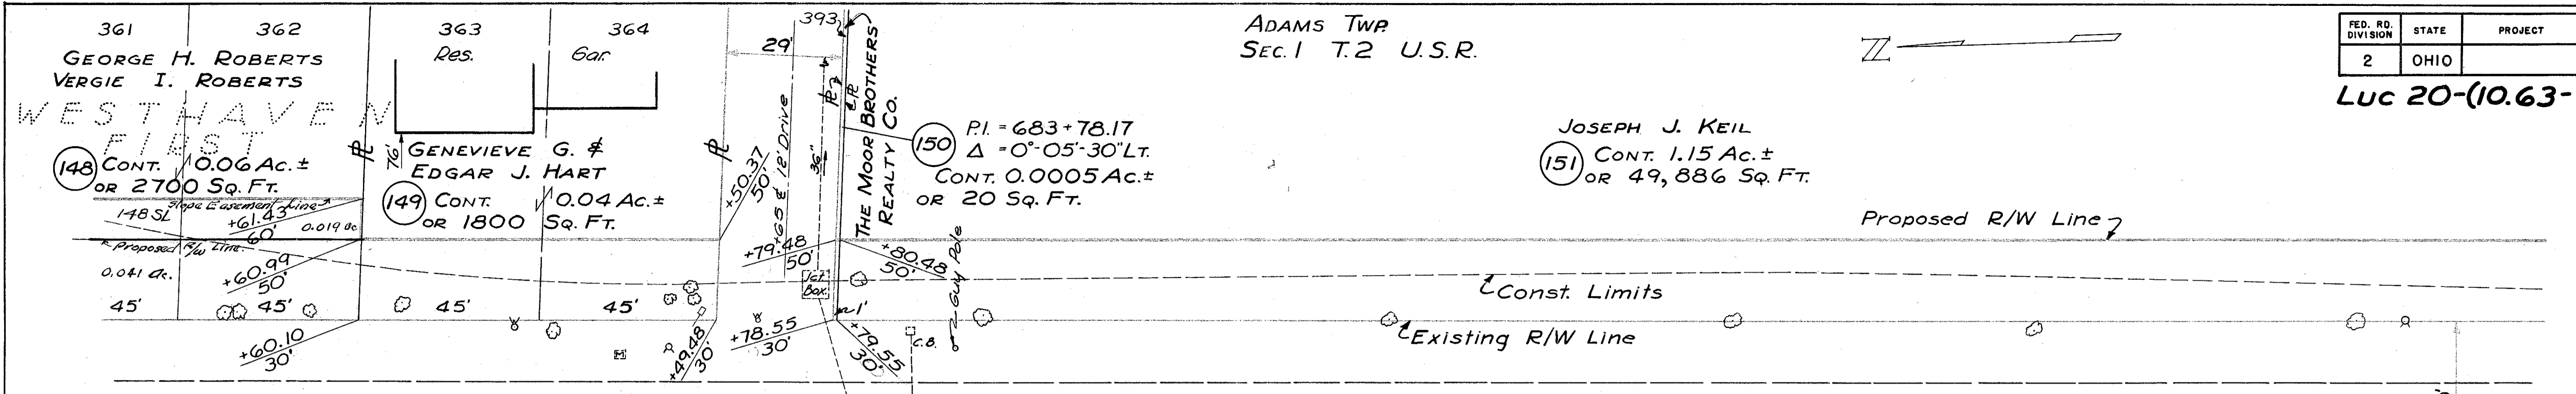 361
362
363
364
393
GEORGE H. ROBERTS
VERGIE I. ROBERTS
WESTHAVEN
FIRST
148
CONT. 0.06 AC.±
OR 2700 SQ. FT.
148 SL
Slope Easement Line
+61.43
60'
0.019 ac
Proposed R/W Line
0.041 ac.
+60.99
50'
45'
45'
45'
45'
+60.10
30'
Res.
Gar.
76'
GENEVIEVE G. &
EDGAR J. HART
149
CONT. 0.04 AC.±
OR 1800 SQ. FT.
29'
+50.37
50'
+65 ℄ 12' Drive
36"
THE MOOR BROTHERS
REALTY CO.
+79.48
50'
+80.48
50'
Jct.
Box
1'
+49.48
30'
+78.55
30'
+79.55
30'
C.B.
2-Guy Pole
150
P.I. = 683+78.17
Δ = 0°-05'-30" LT.
CONT. 0.0005 AC.±
OR 20 SQ. FT.
ADAMS TWP.
SEC. 1 T. 2 U.S.R.
JOSEPH J. KEIL
151
CONT. 1.15 AC.±
OR 49,886 SQ. FT.
Proposed R/W Line
Const. Limits
Existing R/W Line
FED. RD. DIVISION
STATE
PROJECT
2
OHIO
LUC 20-(10.63-